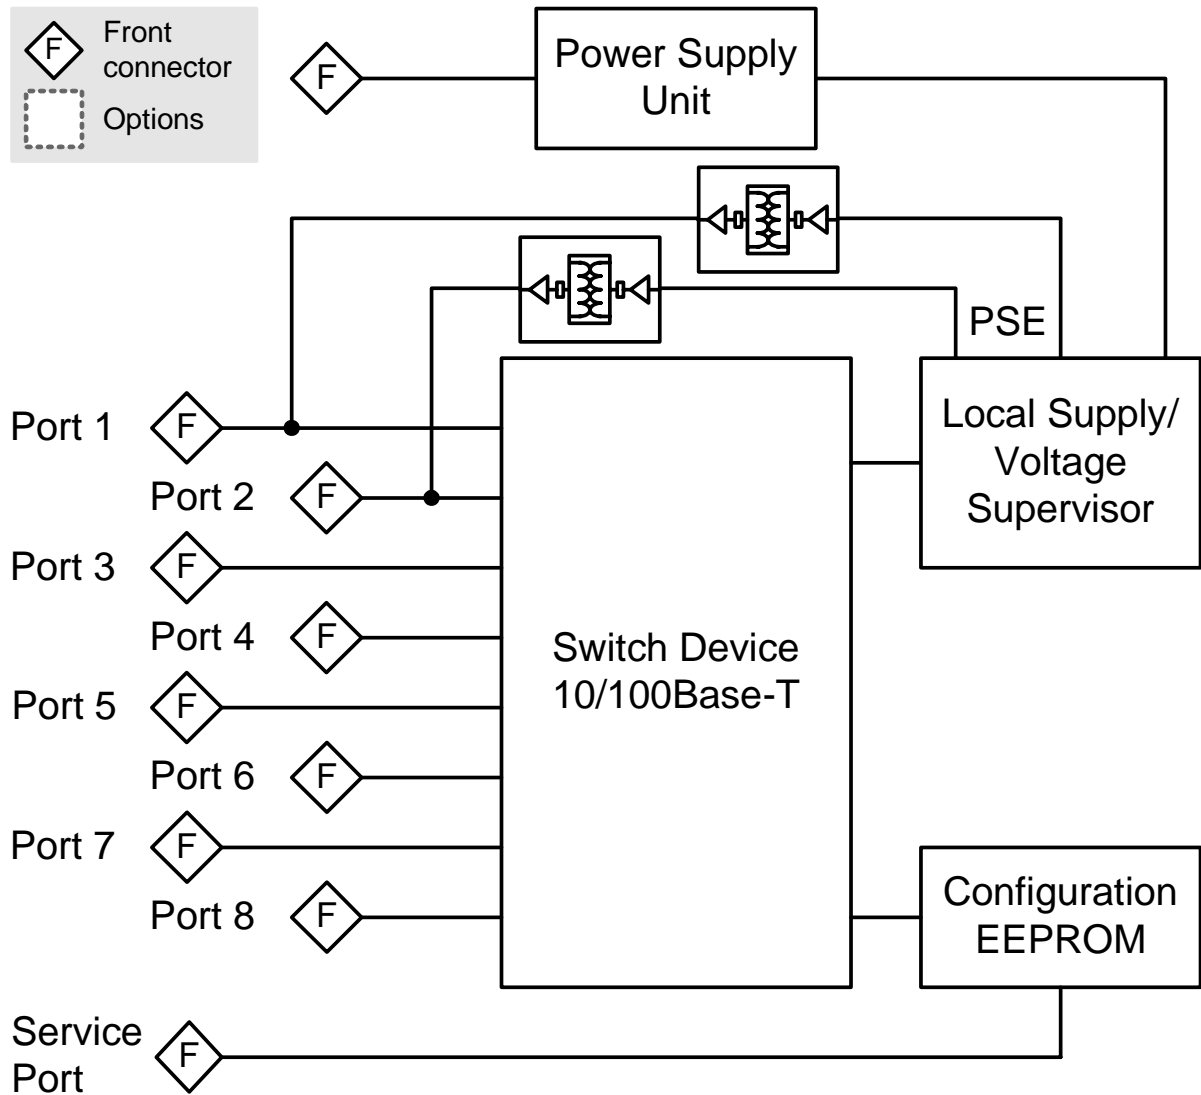 F
Front
connector
Options
F
Power Supply
Unit
PSE
Local Supply/
Voltage
Supervisor
Port 1
F
Port 2
F
Port 3
F
Port 4
F
Port 5
F
Port 6
F
Port 7
F
Port 8
F
Switch Device
10/100Base-T
Configuration
EEPROM
Service
Port
F